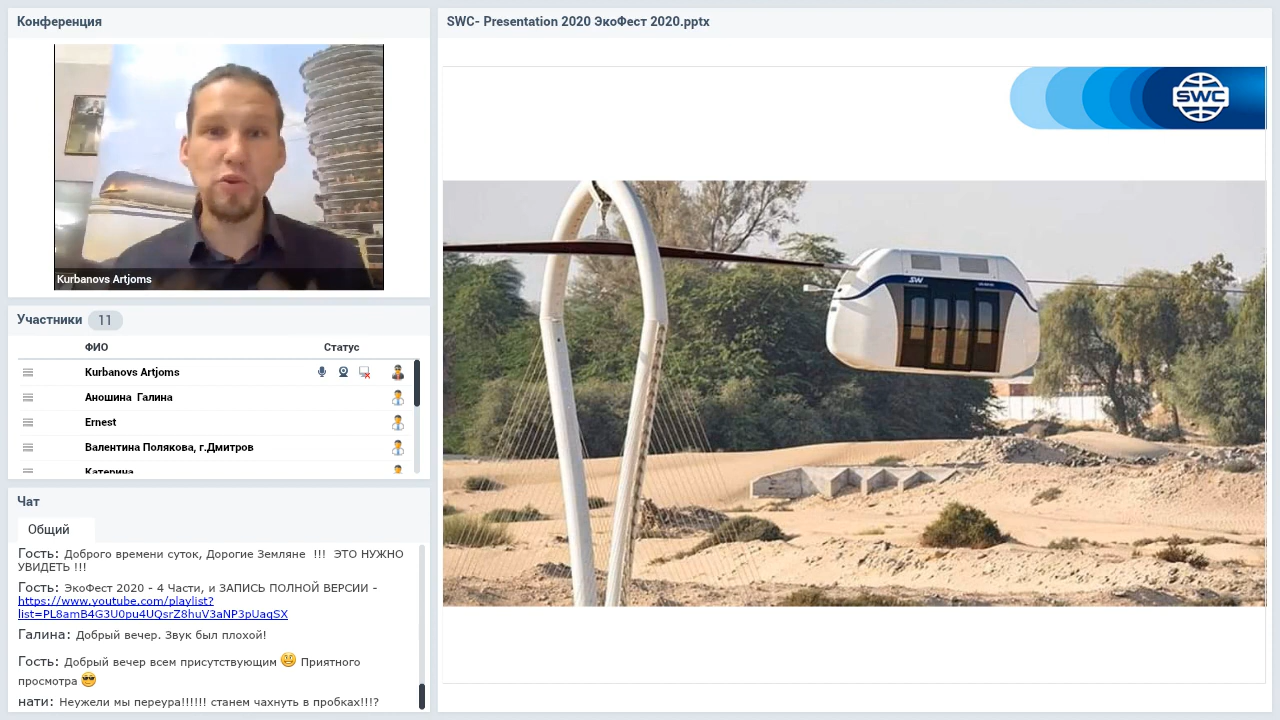 Конференция
Kurbanovs Artjoms
Участники 11
ФИО Статус
Kurbanovs Artjoms
Аношина Галина
Ernest
Валентина Полякова, г.Дмитров
Катерина
Чат
Общий
Гость: Доброго времени суток, Дорогие Земляне !!! ЭТО НУЖНО
УВИДЕТЬ !!!
Гость: ЭкоФест 2020 - 4 Части, и ЗАПИСЬ ПОЛНОЙ ВЕРСИИ -
https://www.youtube.com/playlist?
list=PL8amB4G3U0pu4UQsrZ8huV3aNP3pUaqSX
Галина: Добрый вечер. Звук был плохой!
Гость: Добрый вечер всем присутствующим Приятного
просмотра
нати: Неужели мы переура!!!!!! станем чахнуть в пробках!!!?
SWC- Presentation 2020 ЭкоФест 2020.pptx
SWC
SW